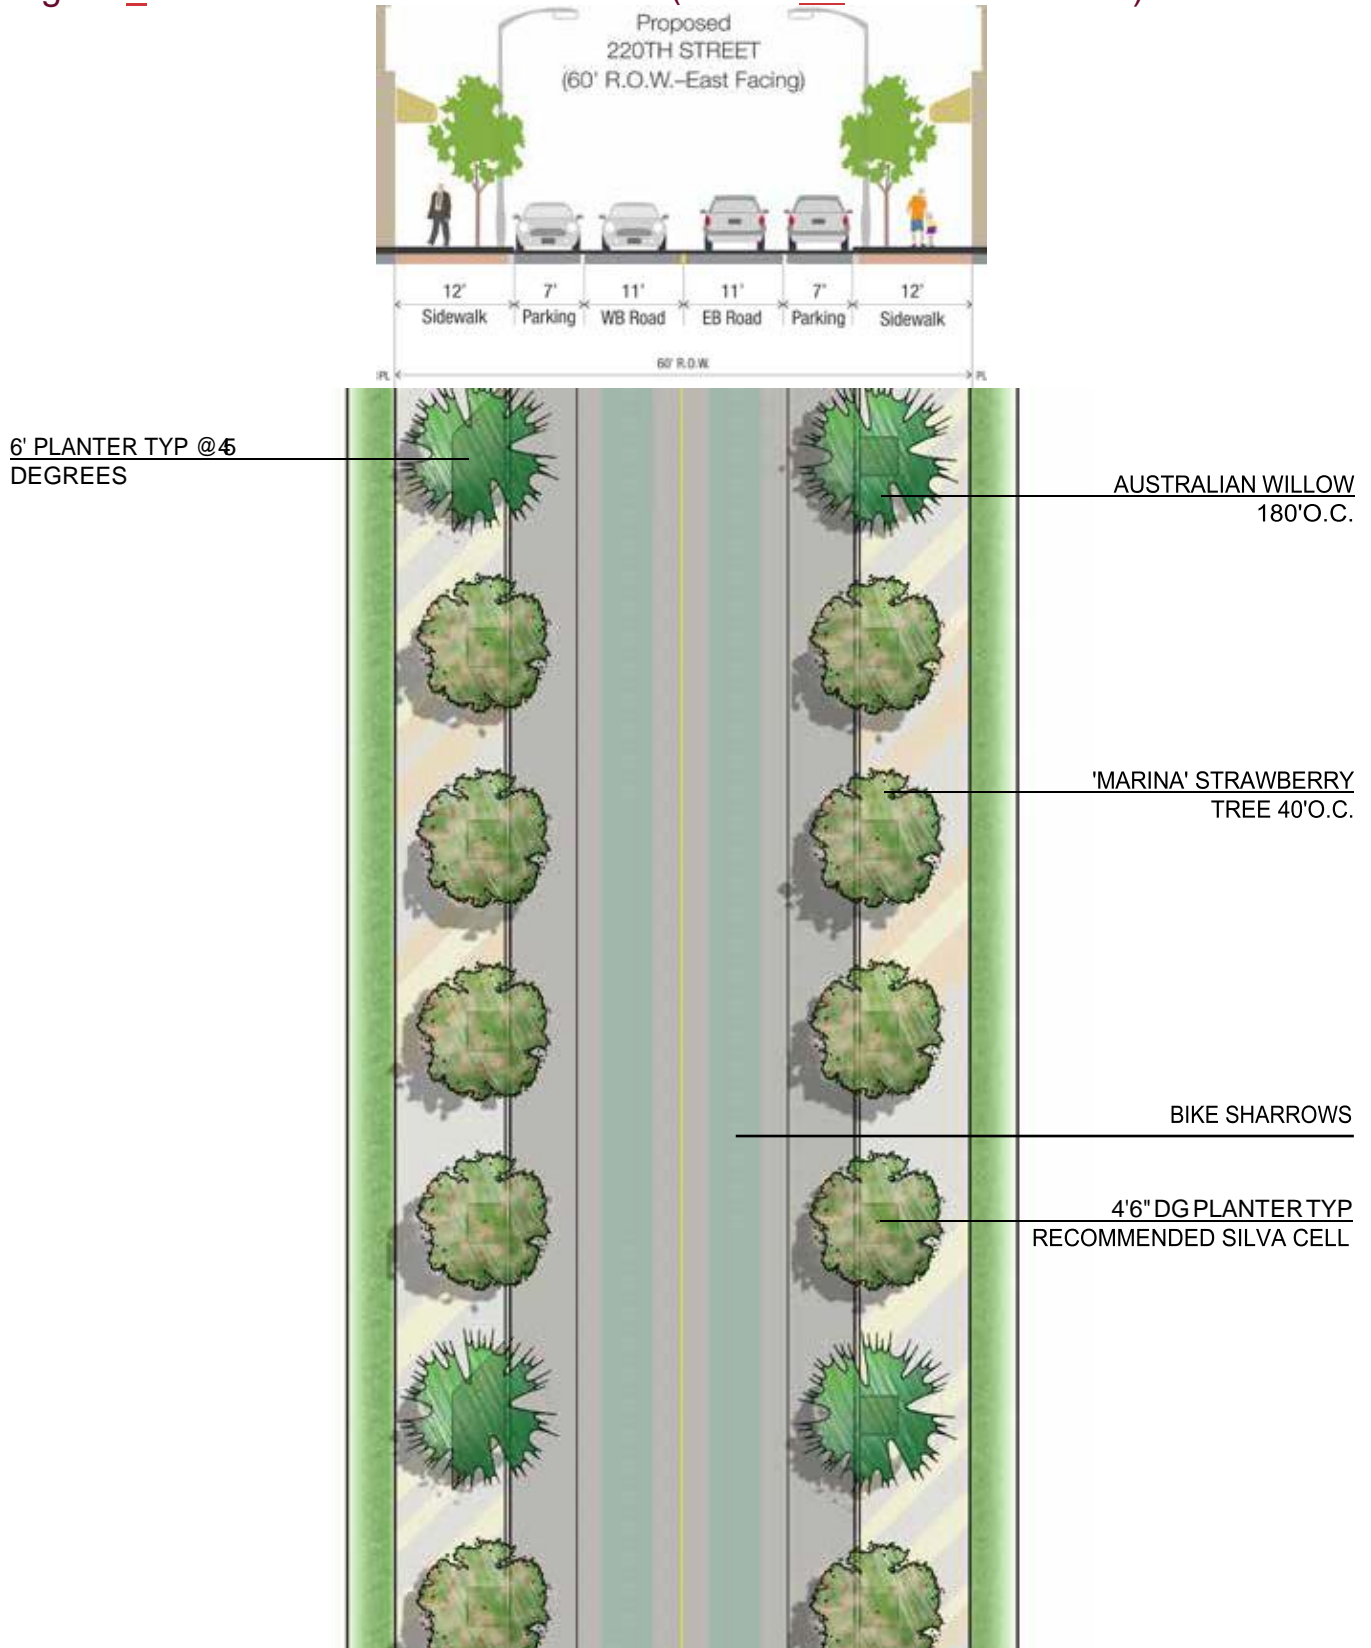 Proposed
220TH STREET
(60' R.O.W.–East Facing)
12' 7' 11' 11' 7' 12'
Sidewalk Parking WB Road EB Road Parking Sidewalk
60' R.O.W.
PL PL
6' PLANTER TYP @45
DEGREES
AUSTRALIAN WILLOW
180'O.C.
'MARINA' STRAWBERRY
TREE 40'O.C.
BIKE SHARROWS
4'6" DG PLANTER TYP
RECOMMENDED SILVA CELL